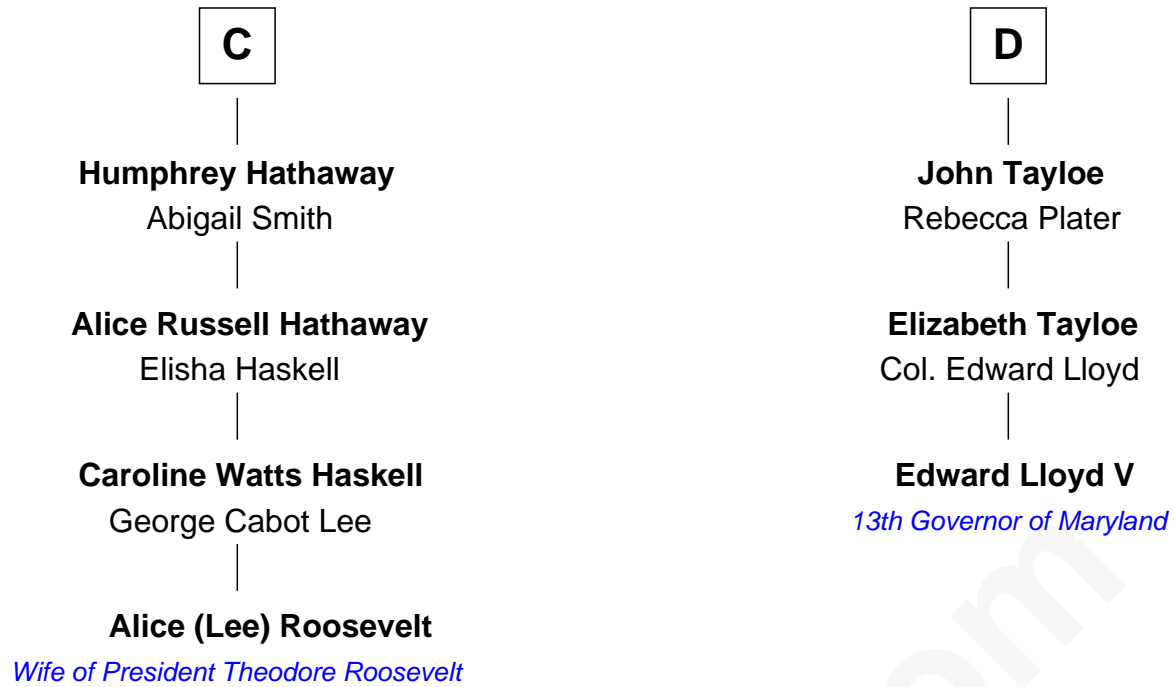 C
Humphrey Hathaway
Abigail Smith
Alice Russell Hathaway
Elisha Haskell
Caroline Watts Haskell
George Cabot Lee
Alice (Lee) Roosevelt
Wife of President Theodore Roosevelt
D
John Tayloe
Rebecca Plater
Elizabeth Tayloe
Col. Edward Lloyd
Edward Lloyd V
13th Governor of Maryland
om